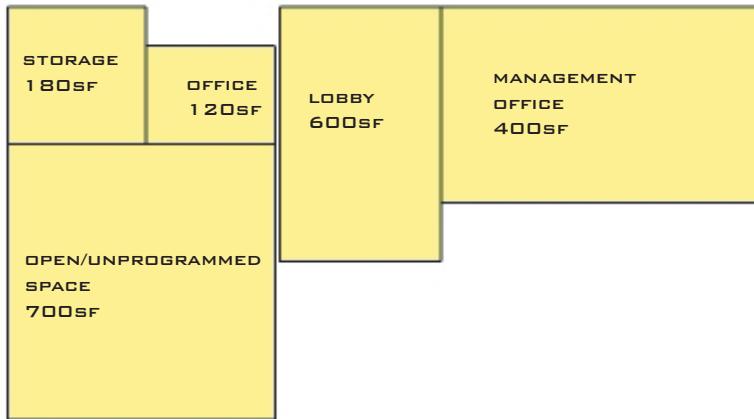 STORAGE
180SF
OFFICE
120SF
LOBBY
600SF
MANAGEMENT
OFFICE
400SF
OPEN/UNPROGRAMMED
SPACE
700SF